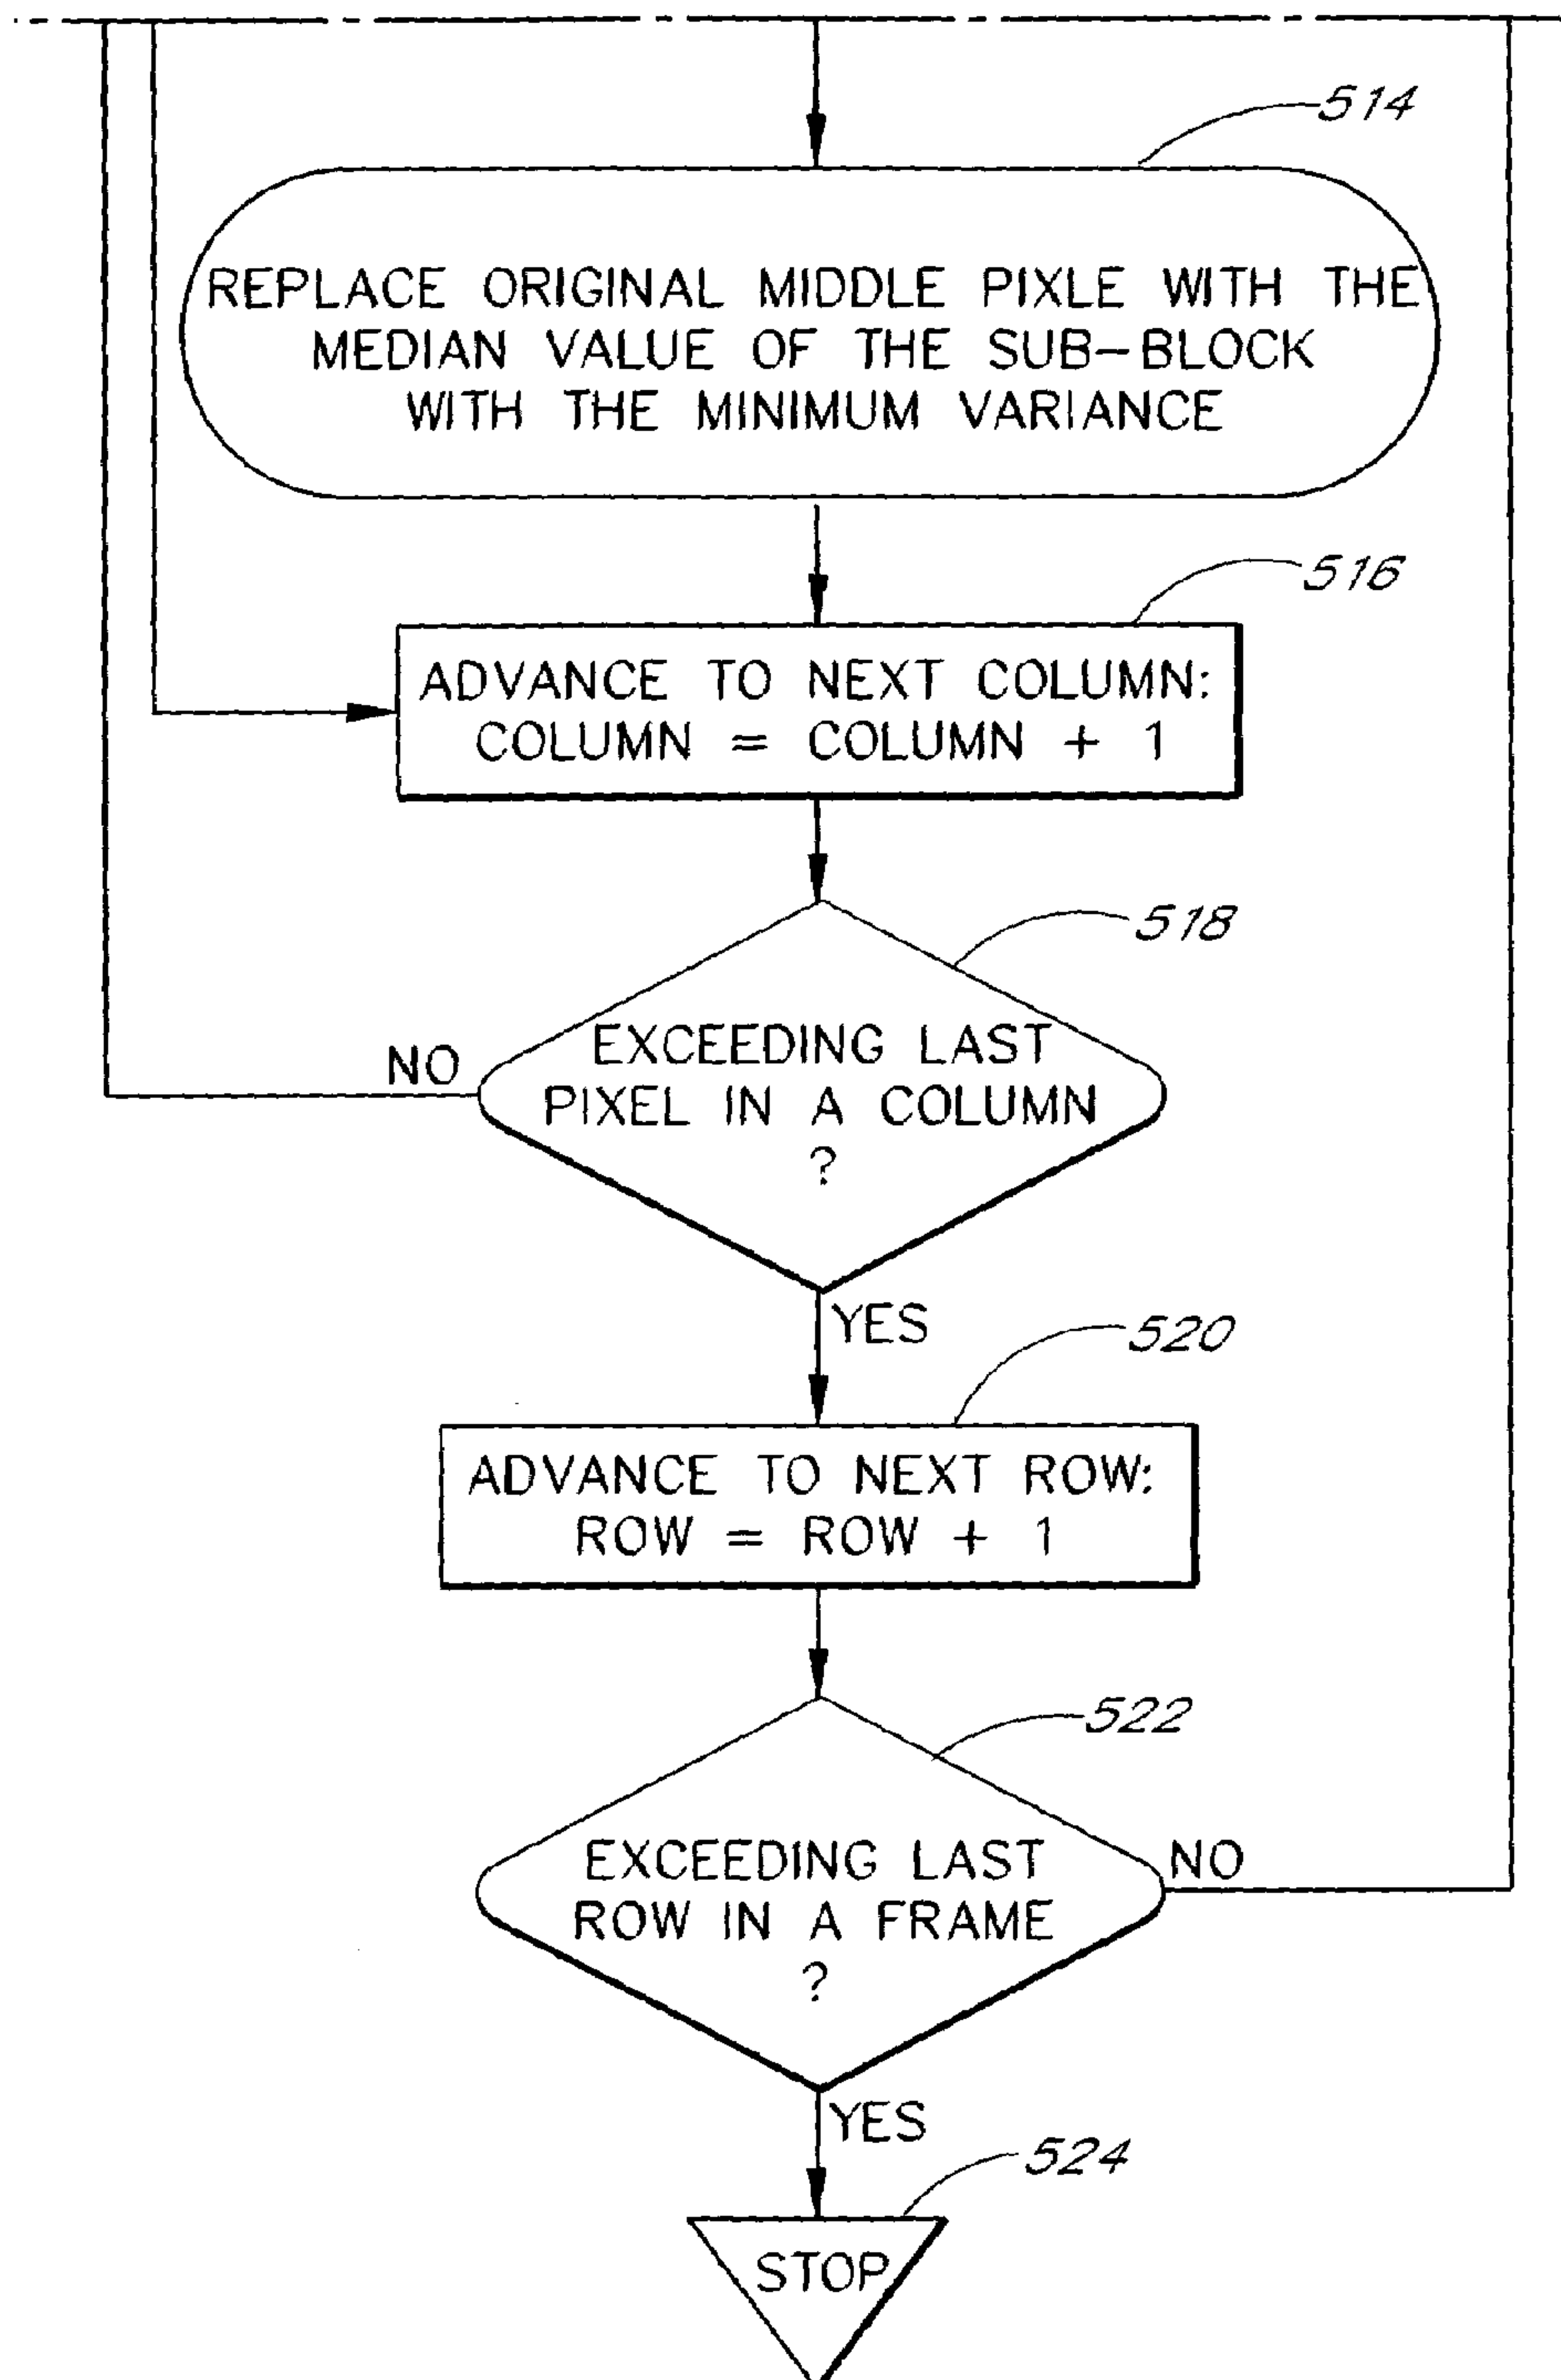 514
REPLACE ORIGINAL MIDDLE PIXLE WITH THE
MEDIAN VALUE OF THE SUB-BLOCK
WITH THE MINIMUM VARIANCE
516
ADVANCE TO NEXT COLUMN:
COLUMN = COLUMN + 1
518
EXCEEDING LAST
PIXEL IN A COLUMN
?
NO
YES
520
ADVANCE TO NEXT ROW:
ROW = ROW + 1
522
EXCEEDING LAST
ROW IN A FRAME
?
NO
YES
524
STOP